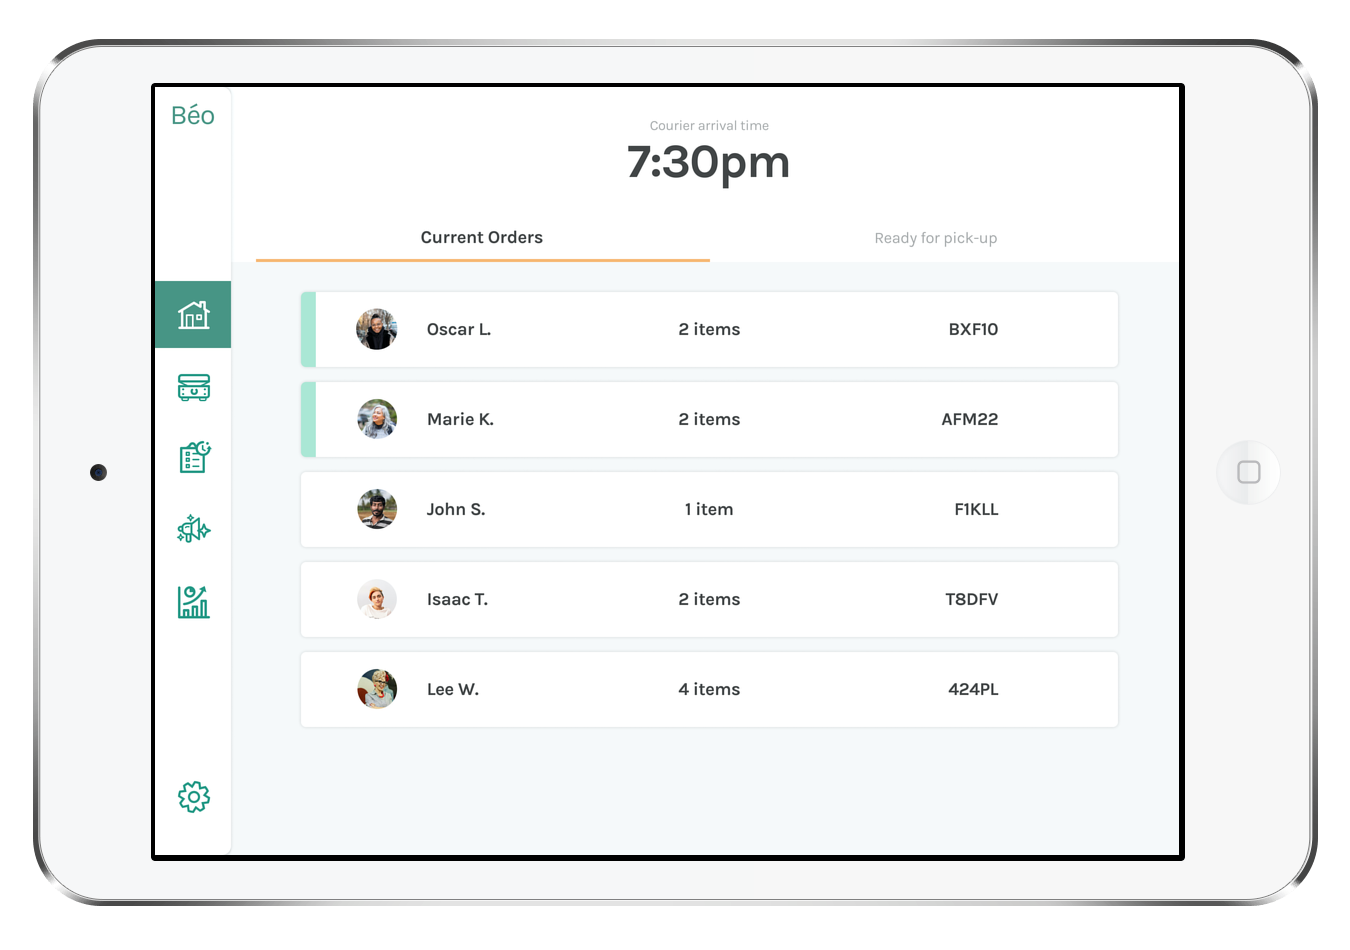 Béo
Courier arrival time
7:30pm
Current Orders
Ready for pick-up
Oscar L. 2 items BXF10
Marie K. 2 items AFM22
John S. 1 item F1KLL
Isaac T. 2 items T8DFV
Lee W. 4 items 424PL